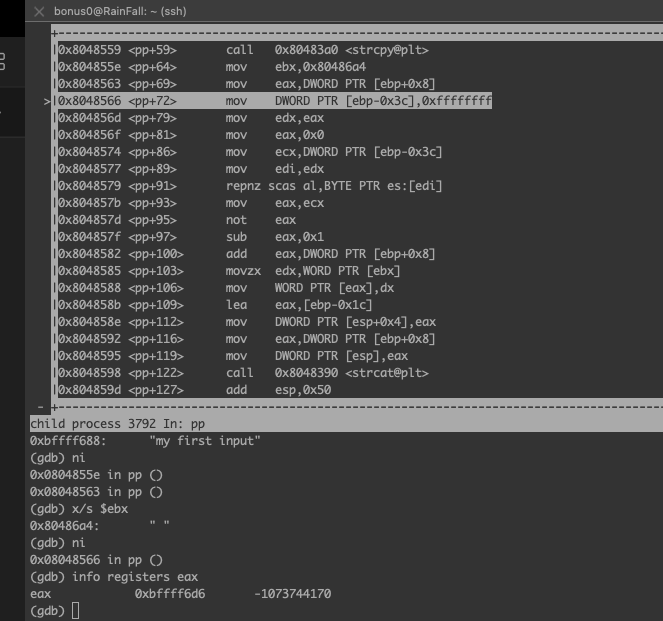 bonus0@RainFall: ~ (ssh)
0x8048559 <pp+59> call 0x80483a0 <strcpy@plt>
0x804855e <pp+64> mov ebx,0x80486a4
0x8048563 <pp+69> mov eax,DWORD PTR [ebp+0x8]
>0x8048566 <pp+72> mov DWORD PTR [ebp-0x3c],0xffffffff
0x804856d <pp+79> mov edx,eax
0x804856f <pp+81> mov eax,0x0
0x8048574 <pp+86> mov ecx,DWORD PTR [ebp-0x3c]
0x8048577 <pp+89> mov edi,edx
0x8048579 <pp+91> repnz scas al,BYTE PTR es:[edi]
0x804857b <pp+93> mov eax,ecx
0x804857d <pp+95> not eax
0x804857f <pp+97> sub eax,0x1
0x8048582 <pp+100> add eax,DWORD PTR [ebp+0x8]
0x8048585 <pp+103> movzx edx,WORD PTR [ebx]
0x8048588 <pp+106> mov WORD PTR [eax],dx
0x804858b <pp+109> lea eax,[ebp-0x1c]
0x804858e <pp+112> mov DWORD PTR [esp+0x4],eax
0x8048592 <pp+116> mov eax,DWORD PTR [ebp+0x8]
0x8048595 <pp+119> mov DWORD PTR [esp],eax
0x8048598 <pp+122> call 0x8048390 <strcat@plt>
0x804859d <pp+127> add esp,0x50
child process 3792 In: pp
0xbffff688: "my first input"
(gdb) ni
0x0804855e in pp ()
0x08048563 in pp ()
(gdb) x/s $ebx
0x80486a4: " "
(gdb) ni
0x08048566 in pp ()
(gdb) info registers eax
eax 0xbffff6d6 -1073744170
(gdb)